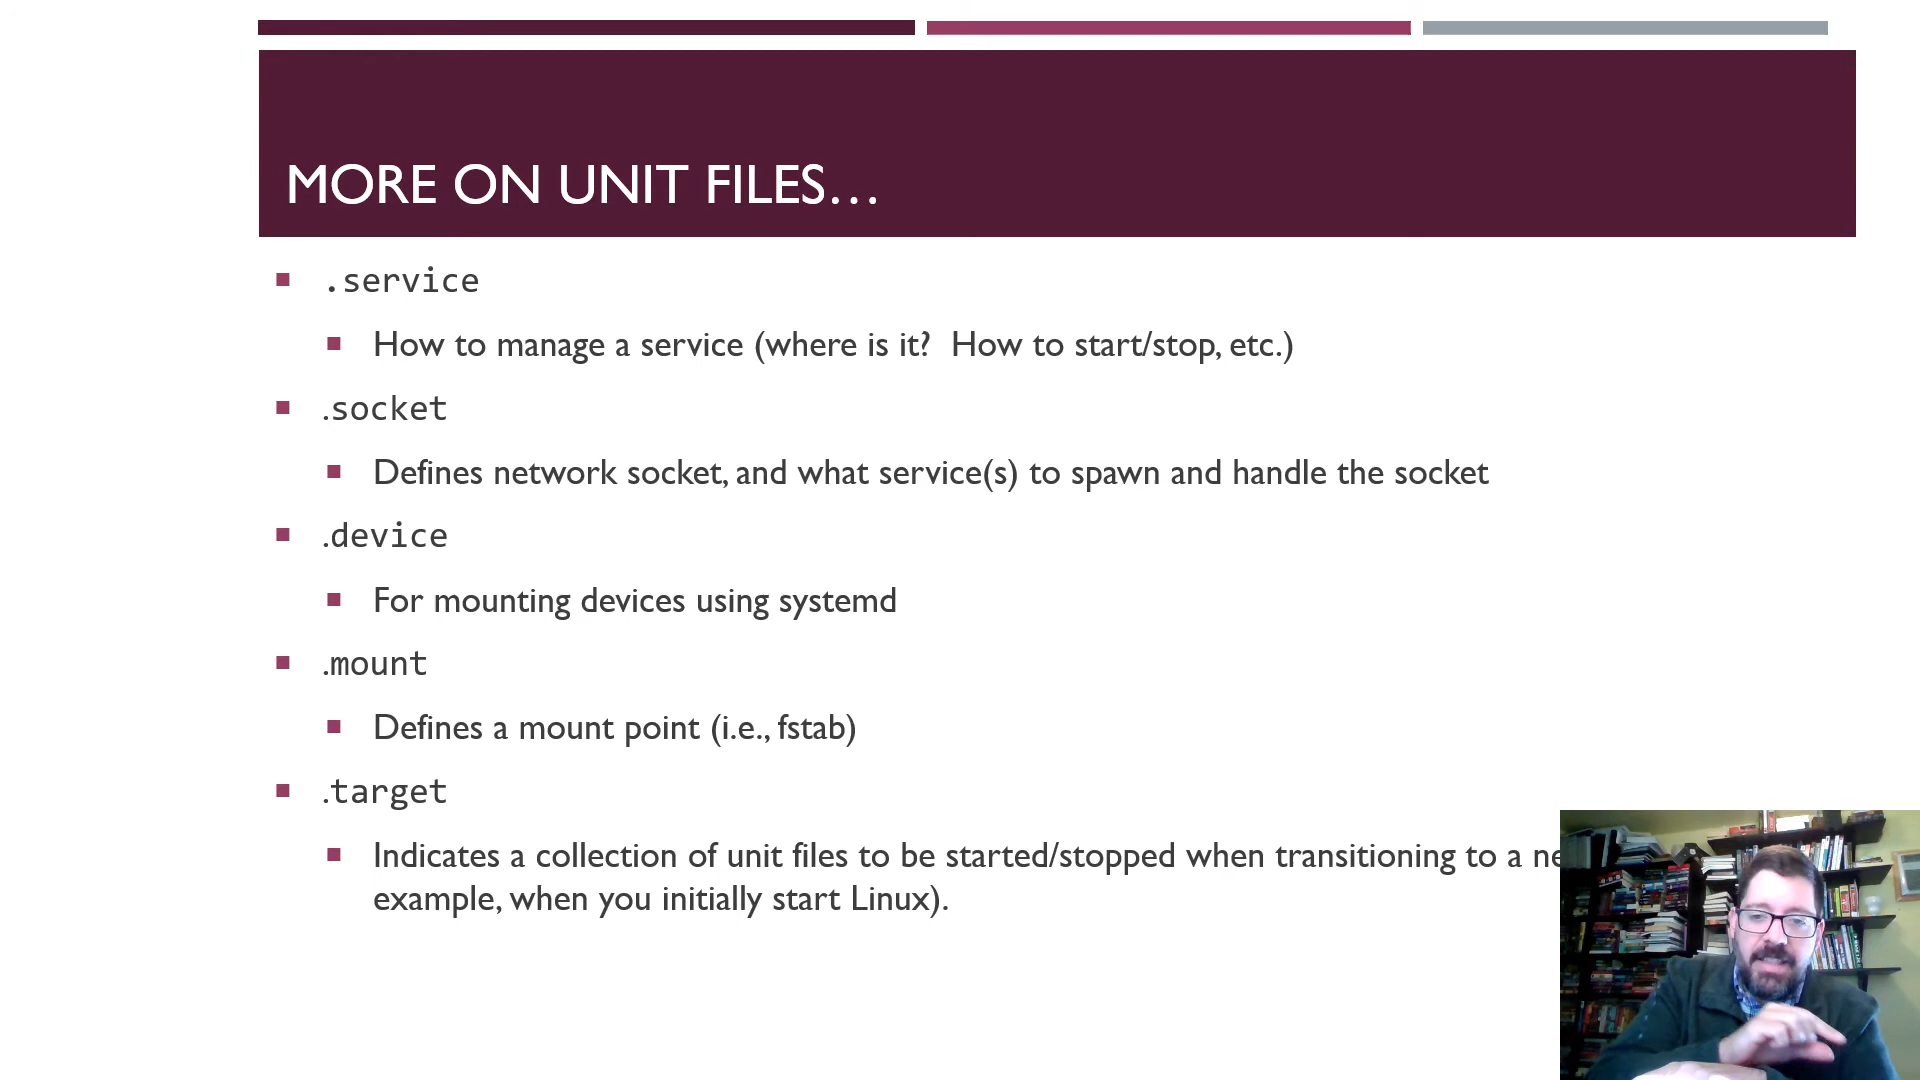 MORE ON UNIT FILES...
.service
How to manage a service (where is it?  How to start/stop, etc.)
.socket
Defines network socket, and what service(s) to spawn and handle the socket
.device
For mounting devices using systemd
.mount
Defines a mount point (i.e., fstab)
.target
Indicates a collection of unit files to be started/stopped when transitioning to a
example, when you initially start Linux).